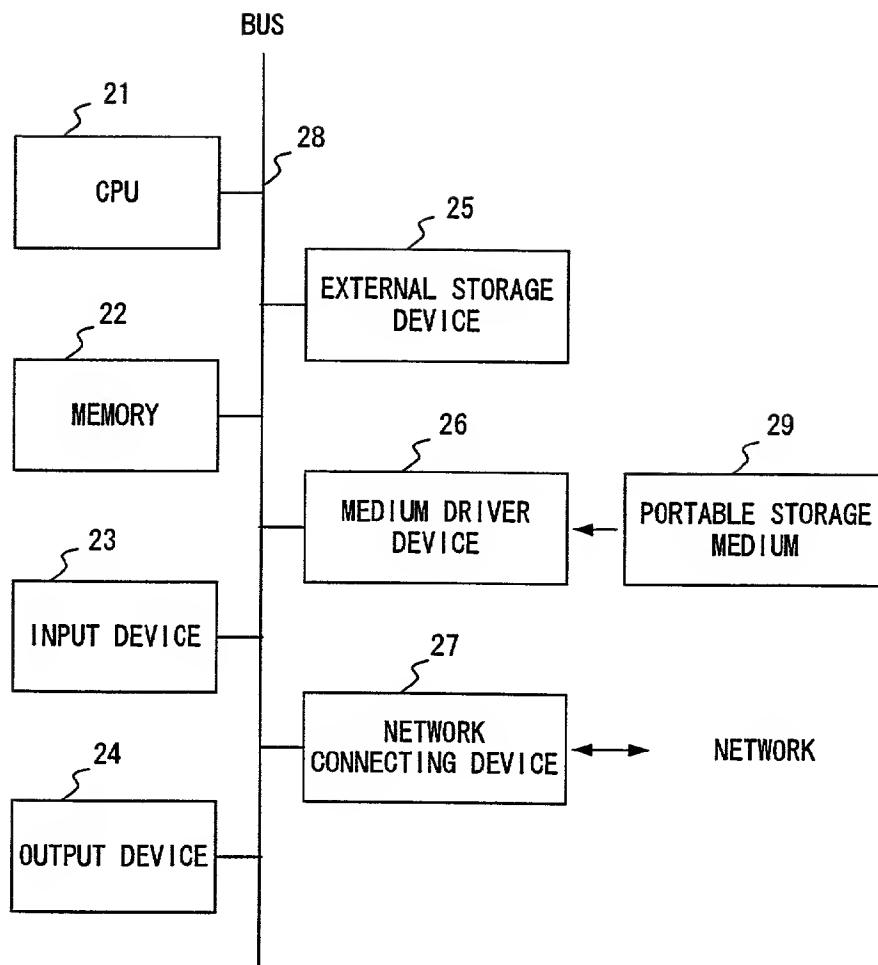 BUS
21
CPU
28
25
EXTERNAL STORAGE
DEVICE
22
MEMORY
26
MEDIUM DRIVER
DEVICE
29
PORTABLE STORAGE
MEDIUM
23
INPUT DEVICE
27
NETWORK
CONNECTING DEVICE
NETWORK
24
OUTPUT DEVICE